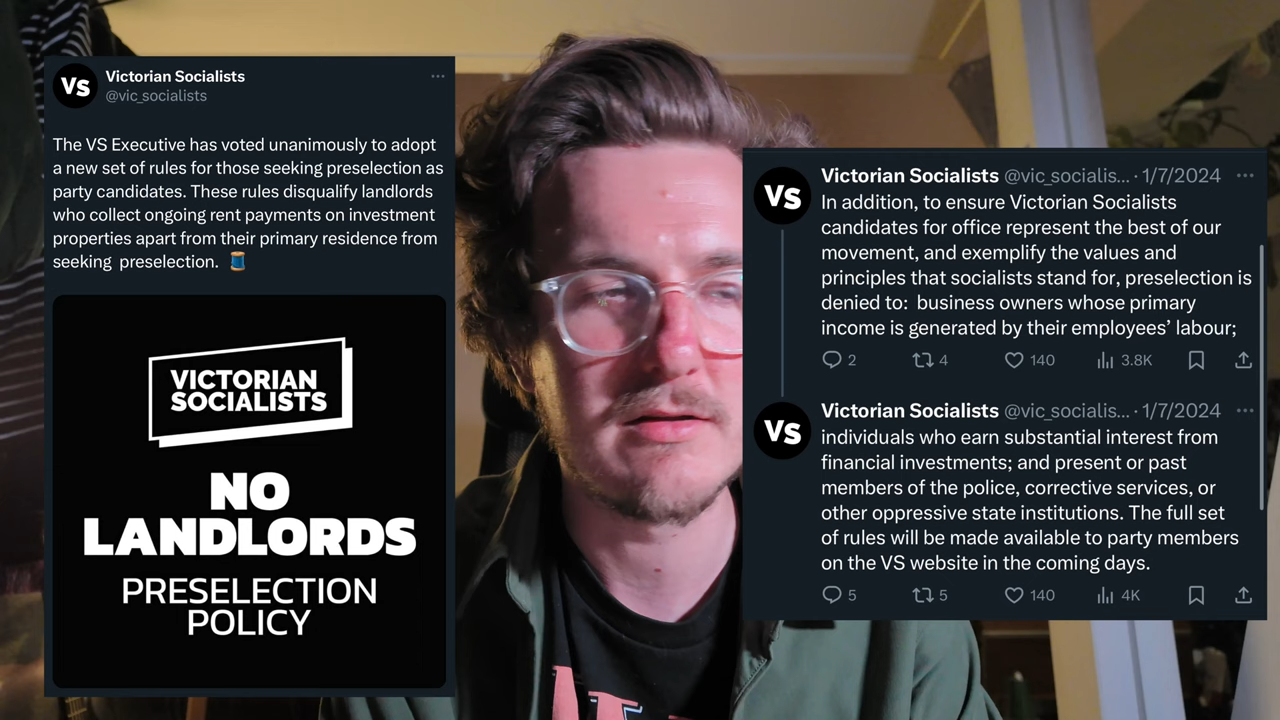 Vs
Victorian Socialists
@vic_socialists
The VS Executive has voted unanimously to adopt
a new set of rules for those seeking preselection as
party candidates. These rules disqualify landlords
who collect ongoing rent payments on investment
properties apart from their primary residence from
seeking preselection. 🧵
VICTORIAN
SOCIALISTS
NO
LANDLORDS
PRESELECTION
POLICY
Vs
Victorian Socialists @vic_socialis... · 1/7/2024
In addition, to ensure Victorian Socialists
candidates for office represent the best of our
movement, and exemplify the values and
principles that socialists stand for, preselection is
denied to: business owners whose primary
income is generated by their employees' labour;
2 4 140 3.8K
Vs
Victorian Socialists @vic_socialis... · 1/7/2024
individuals who earn substantial interest from
financial investments; and present or past
members of the police, corrective services, or
other oppressive state institutions. The full set
of rules will be made available to party members
on the VS website in the coming days.
5 5 140 4K